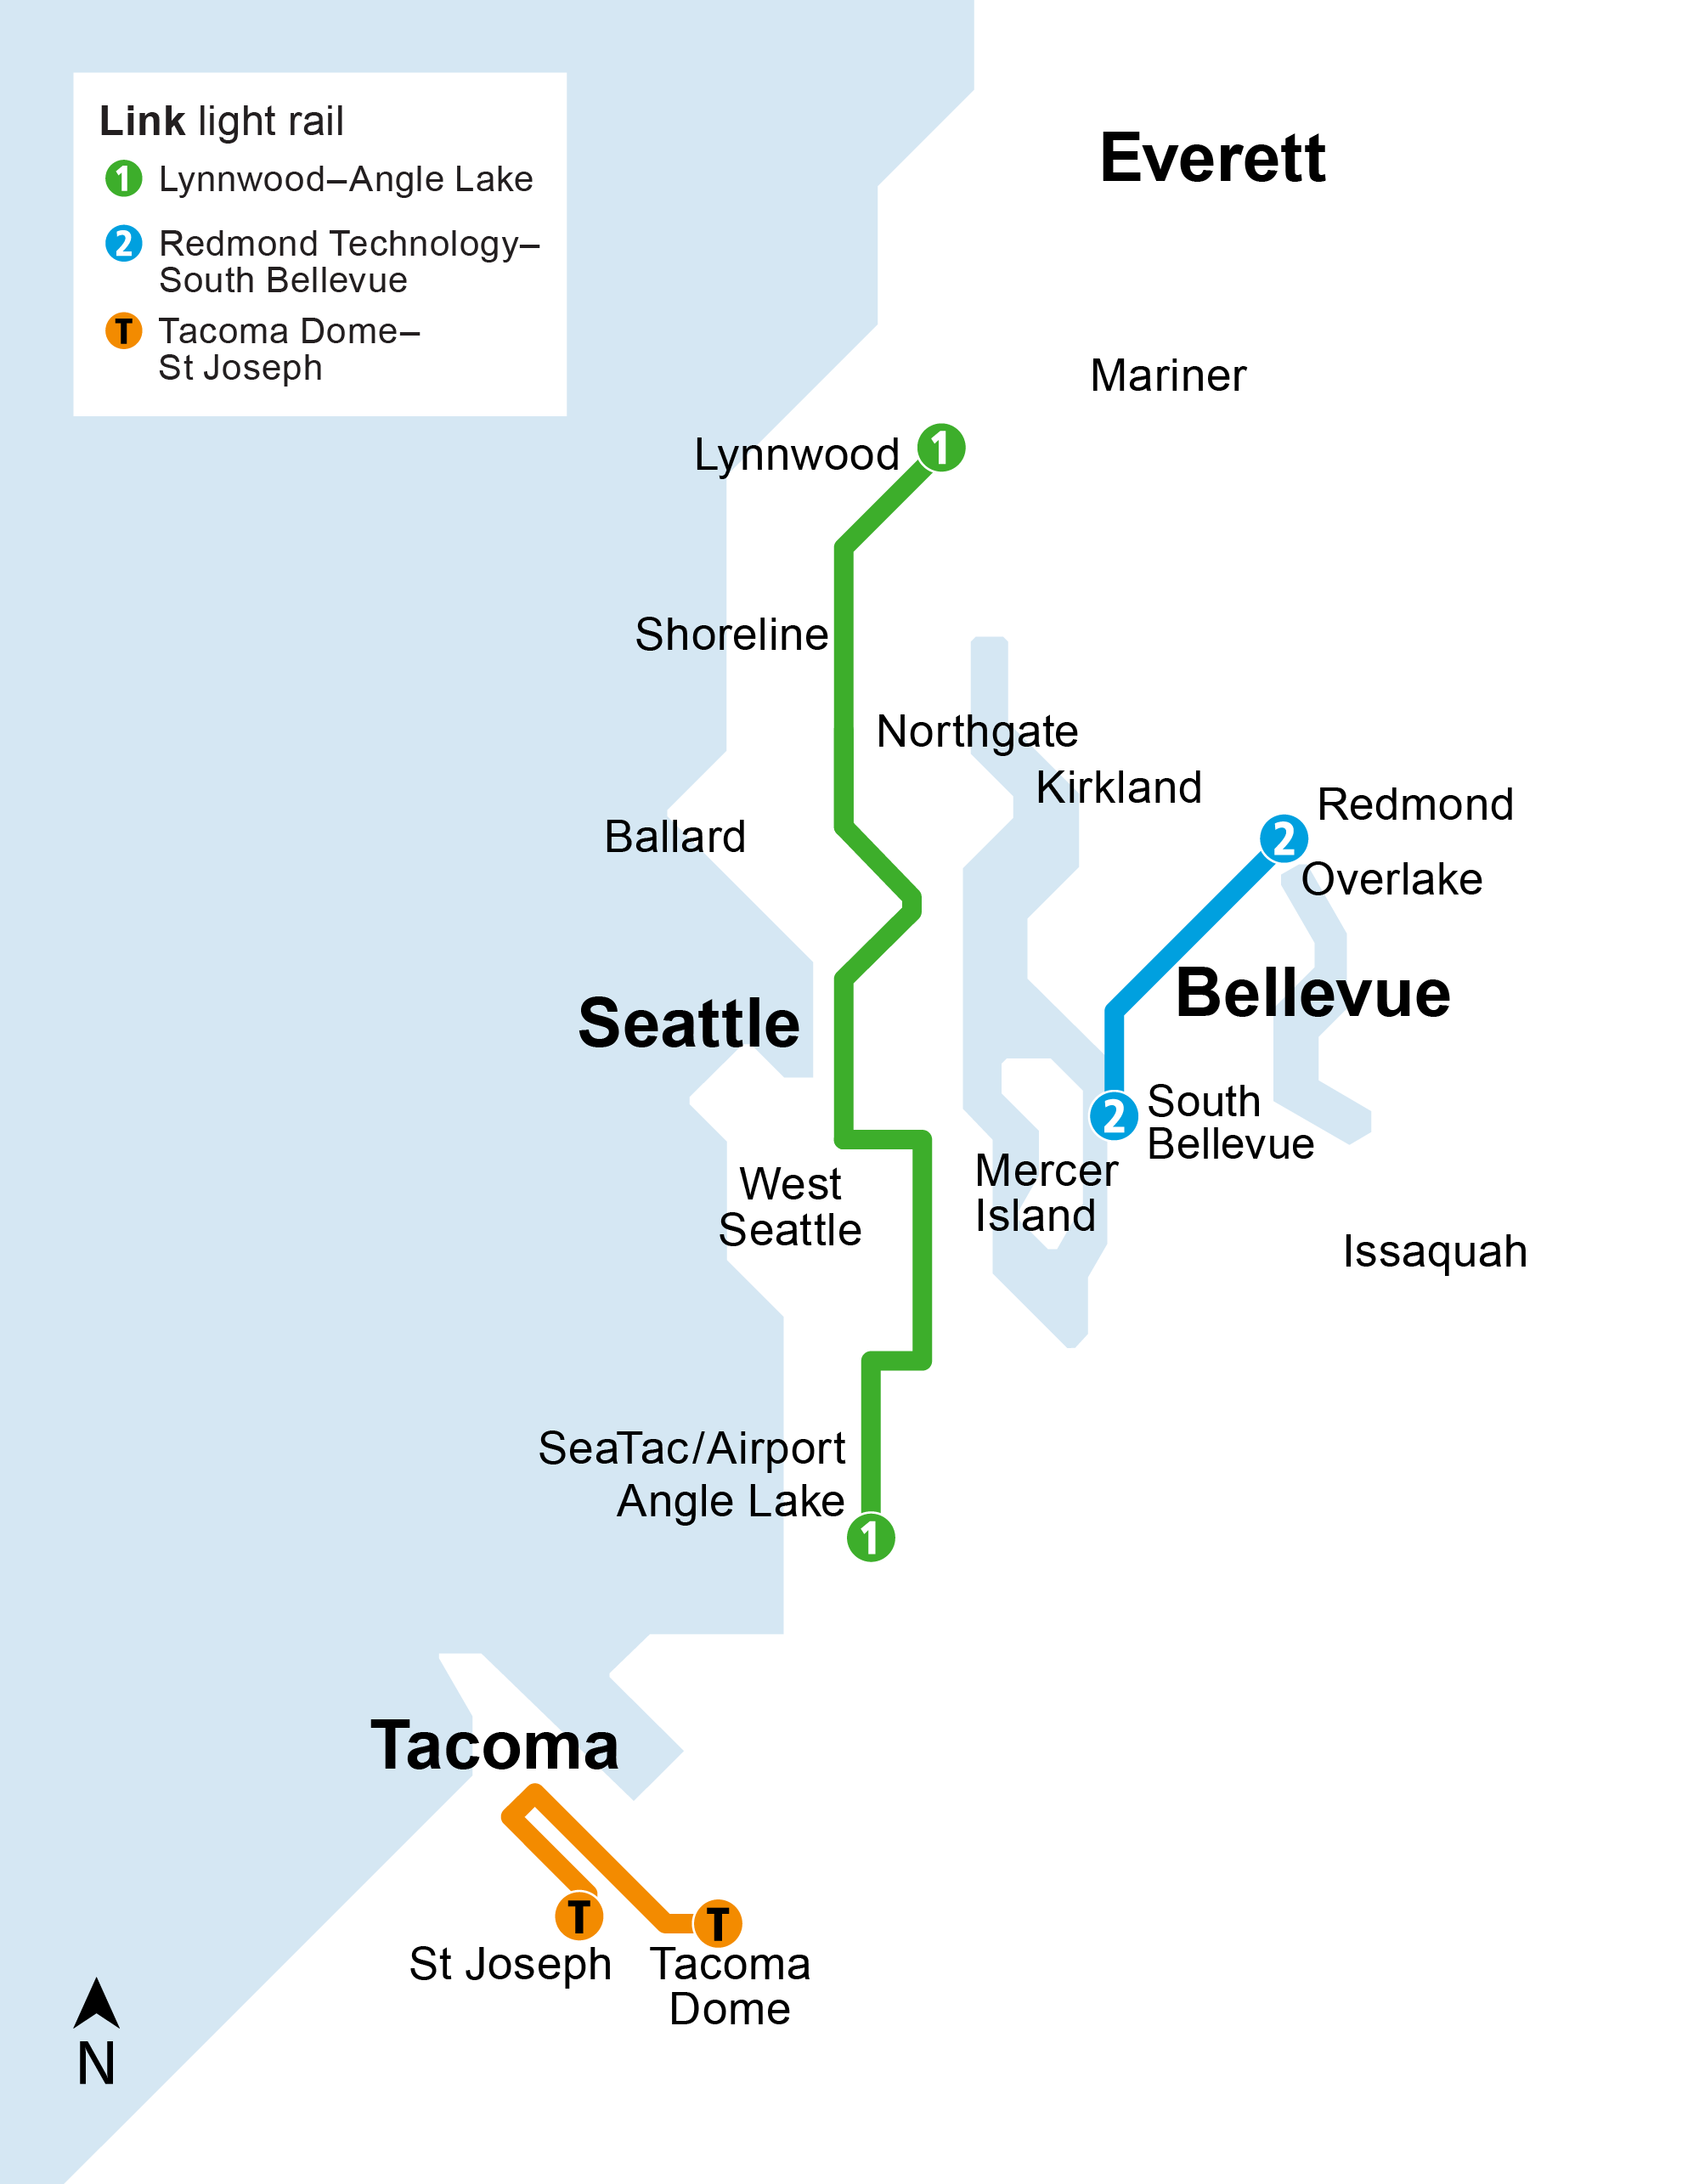 Link light rail
1 Lynnwood–Angle Lake
2 Redmond Technology–
South Bellevue
T Tacoma Dome–
St Joseph
Everett
Mariner
Lynnwood 1
Shoreline
Northgate
Kirkland
Redmond
2
Ballard
Overlake
Bellevue
Seattle
2
South
Bellevue
Mercer
Island
West
Seattle
Issaquah
SeaTac/Airport
Angle Lake
1
Tacoma
T
T
St Joseph
Tacoma
Dome
N